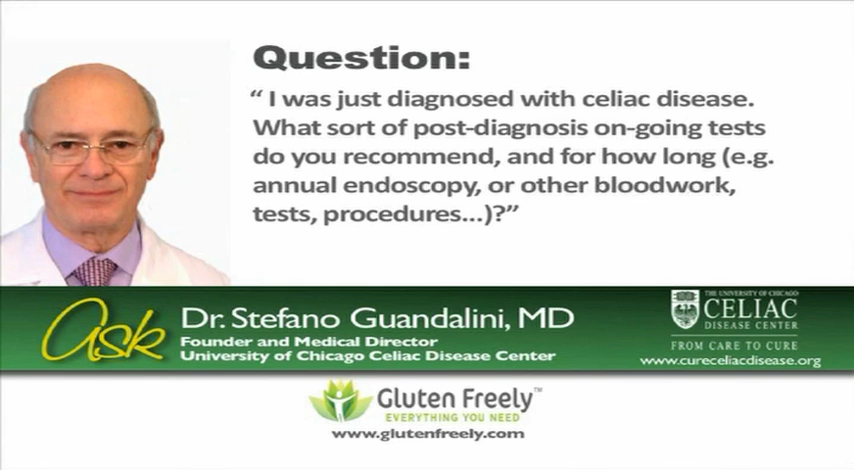 Question:
“ I was just diagnosed with celiac disease.
What sort of post-diagnosis on-going tests
do you recommend, and for how long (e.g.
annual endoscopy, or other bloodwork,
tests, procedures...)?”
Ask
Dr. Stefano Guandalini, MD
Founder and Medical Director
University of Chicago Celiac Disease Center
THE UNIVERSITY OF CHICAGO
CELIAC
DISEASE CENTER
FROM CARE TO CURE
www.cureceliacdisease.org
Gluten Freely™
EVERYTHING YOU NEED
www.glutenfreely.com